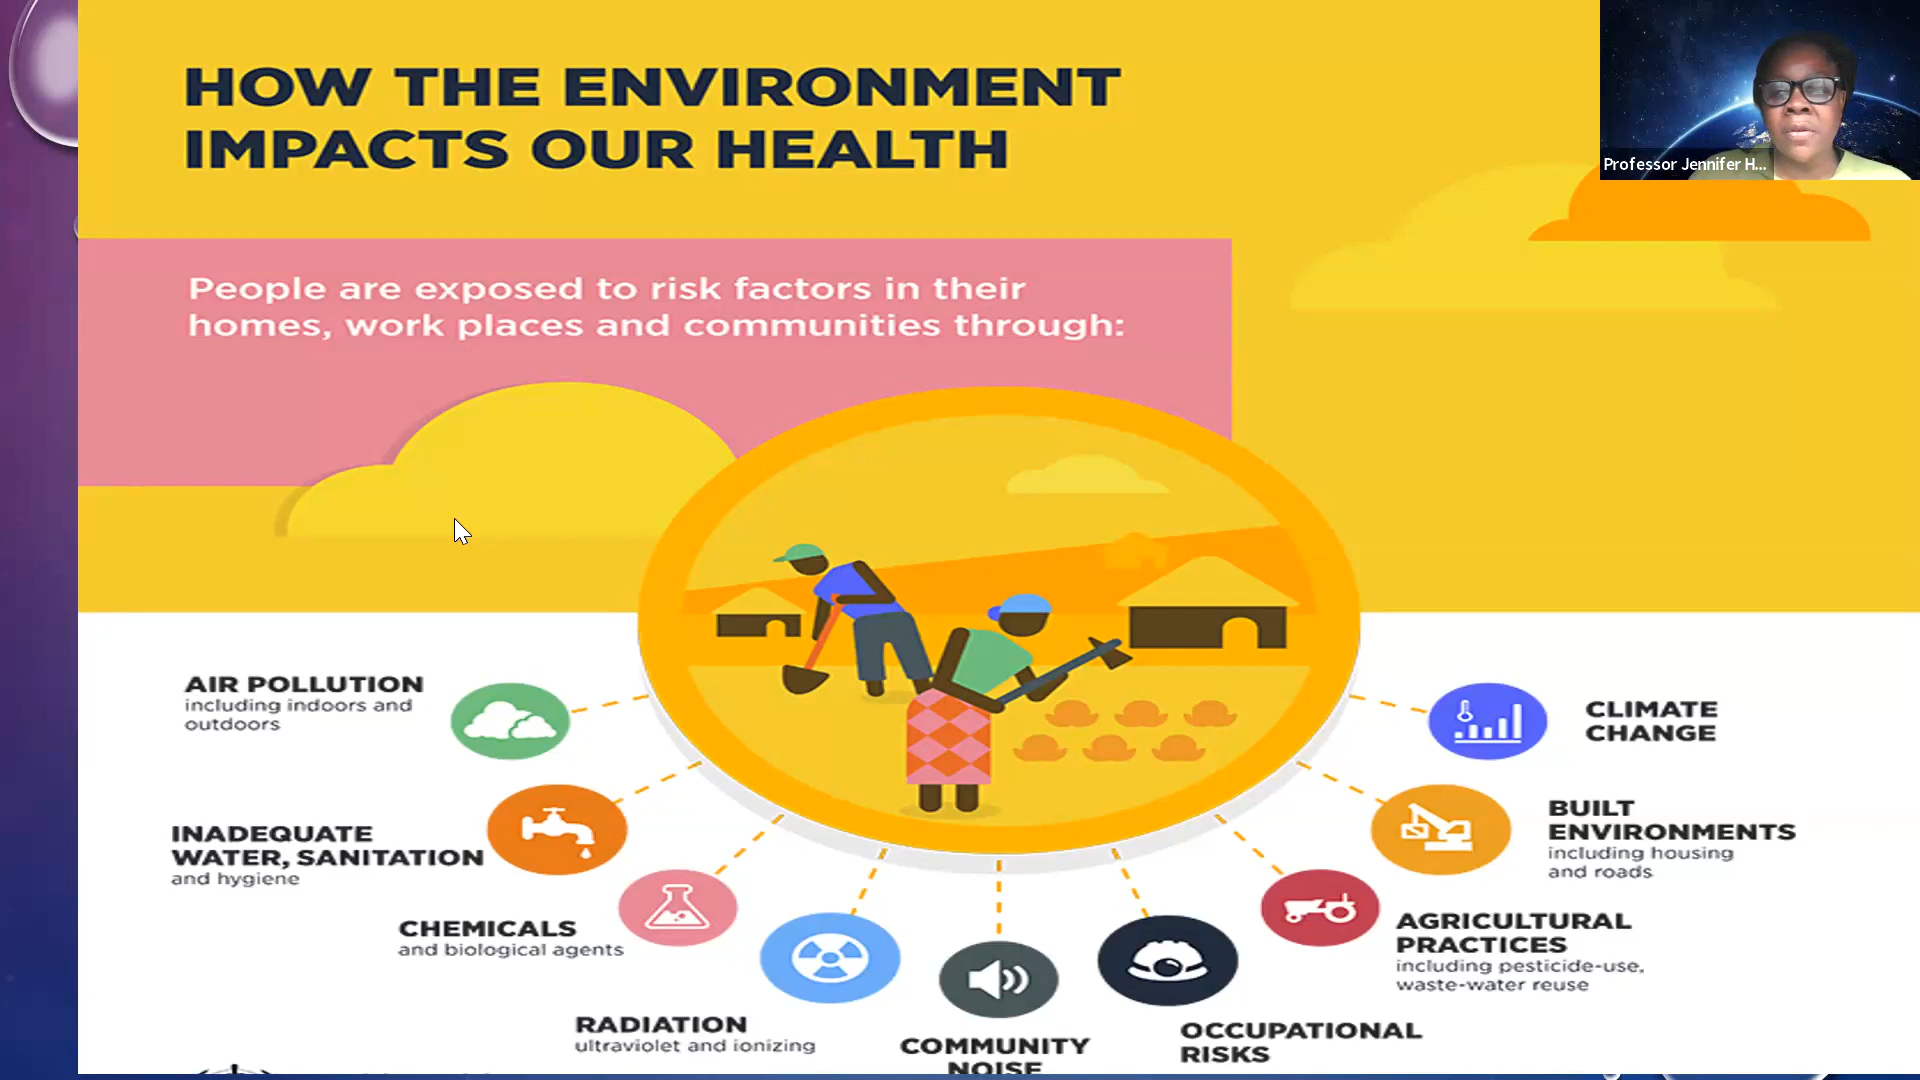 HOW THE ENVIRONMENT
IMPACTS OUR HEALTH
Professor Jennifer H...
People are exposed to risk factors in their
homes, work places and communities through:
AIR POLLUTION
including indoors and
outdoors
INADEQUATE
WATER, SANITATION
and hygiene
CHEMICALS
and biological agents
RADIATION
ultraviolet and ionizing
COMMUNITY
NOISE
OCCUPATIONAL
RISKS
AGRICULTURAL
PRACTICES
including pesticide-use,
waste-water reuse
BUILT
ENVIRONMENTS
including housing
and roads
CLIMATE
CHANGE